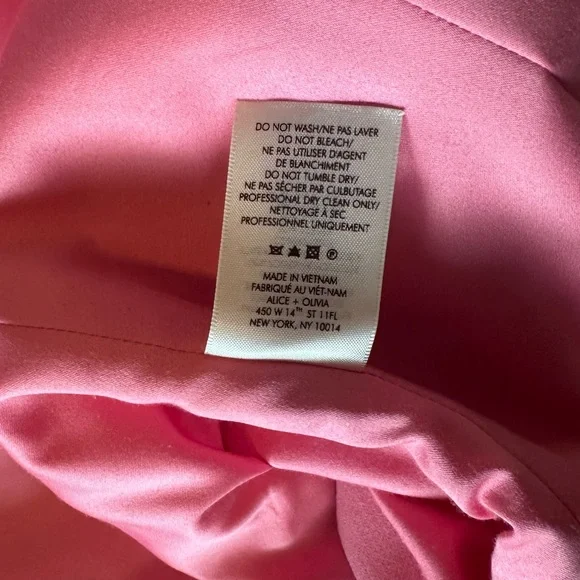 DO NOT WASH/NE PAS LAVER
DO NOT BLEACH/
NE PAS UTILISER D'AGENT
DE BLANCHIMENT
DO NOT TUMBLE DRY/
NE PAS SÉCHER PAR CULBUTAGE
PROFESSIONAL DRY CLEAN ONLY/
NETTOYAGE À SEC
PROFESSIONNEL UNIQUEMENT
P
MADE IN VIETNAM
FABRIQUÉ AU VIÊT-NAM
ALICE + OLIVIA
450 W 14TH ST 11FL
NEW YORK, NY 10014